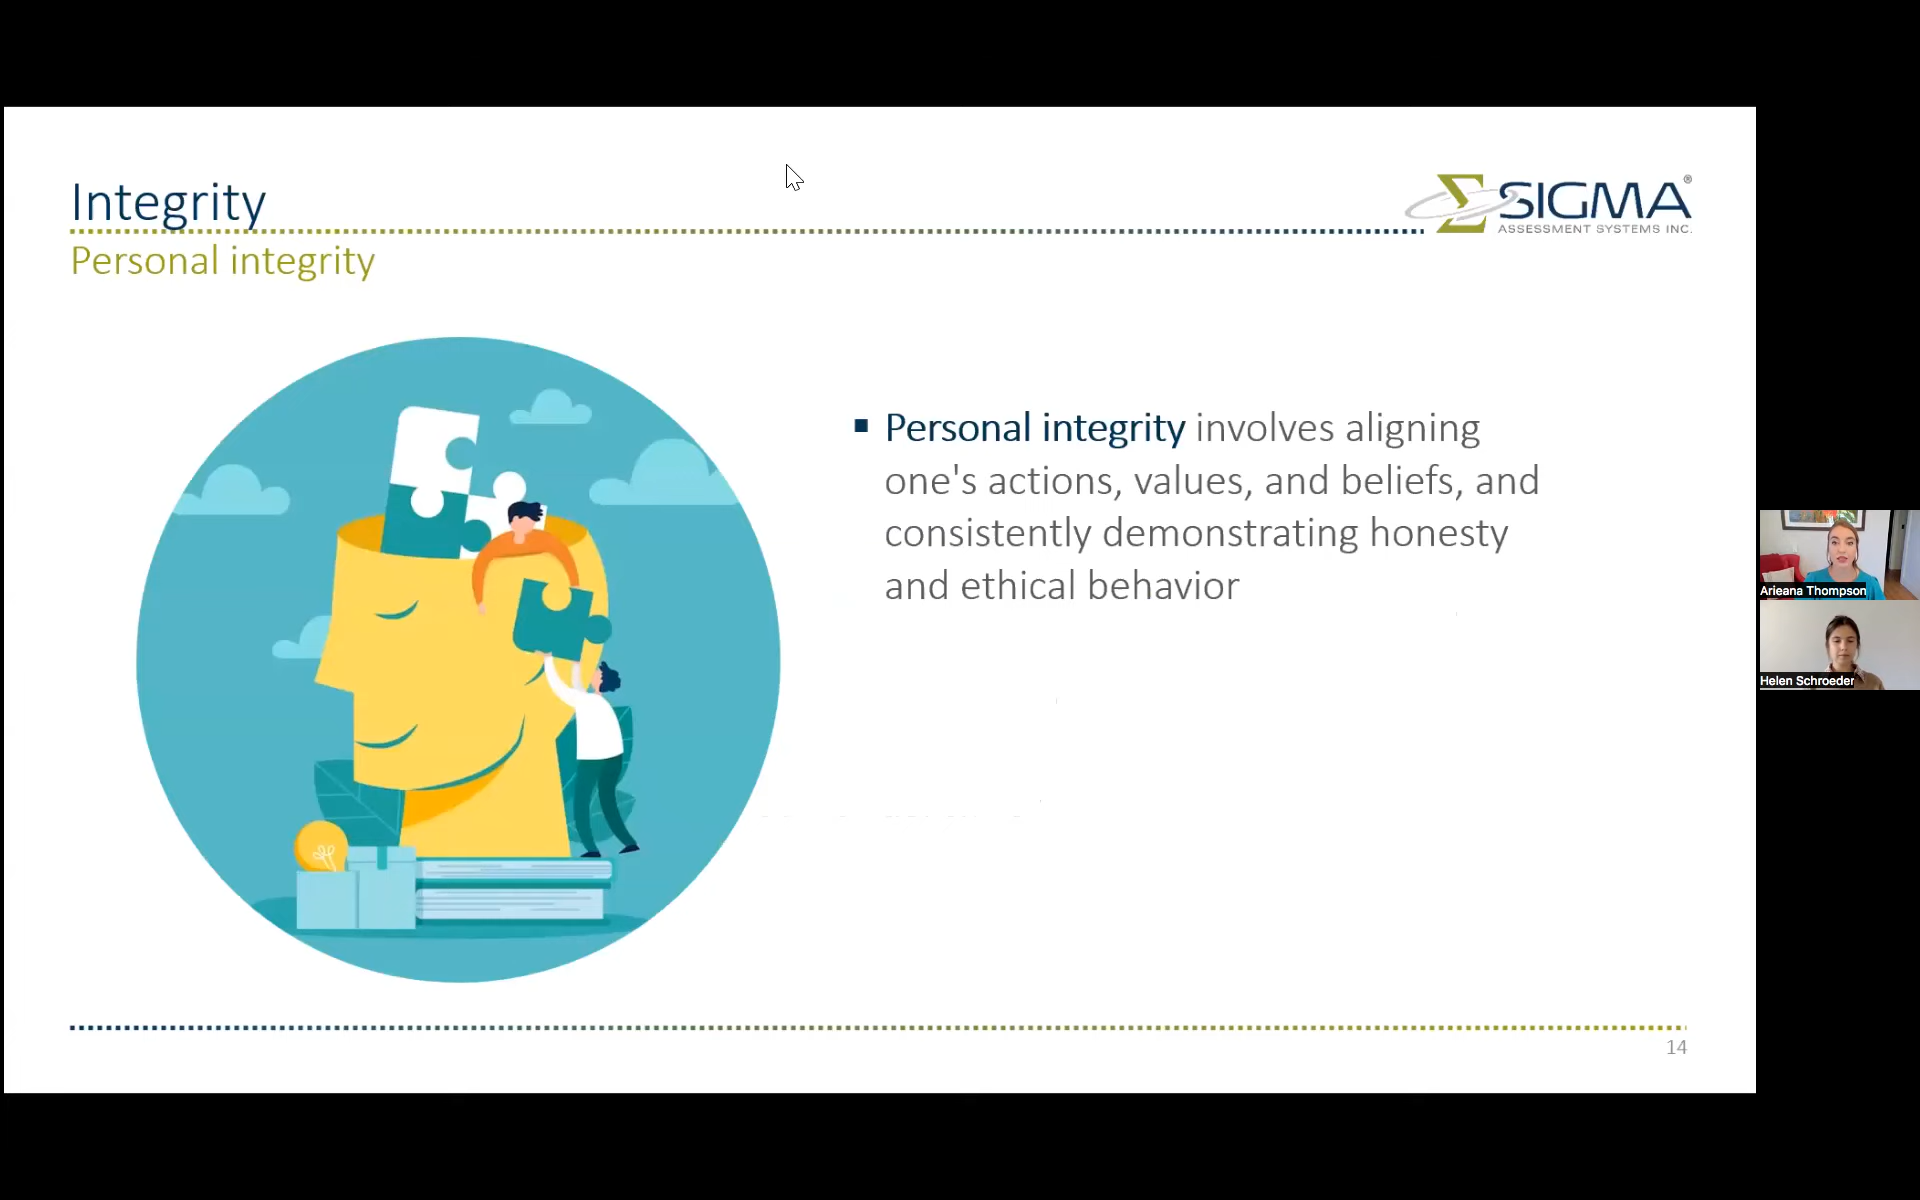 Integrity
SIGMA®
ASSESSMENT SYSTEMS INC.
Personal integrity
▪ Personal integrity involves aligning
one's actions, values, and beliefs, and
consistently demonstrating honesty
and ethical behavior
Arieana Thompson
Helen Schroeder
14